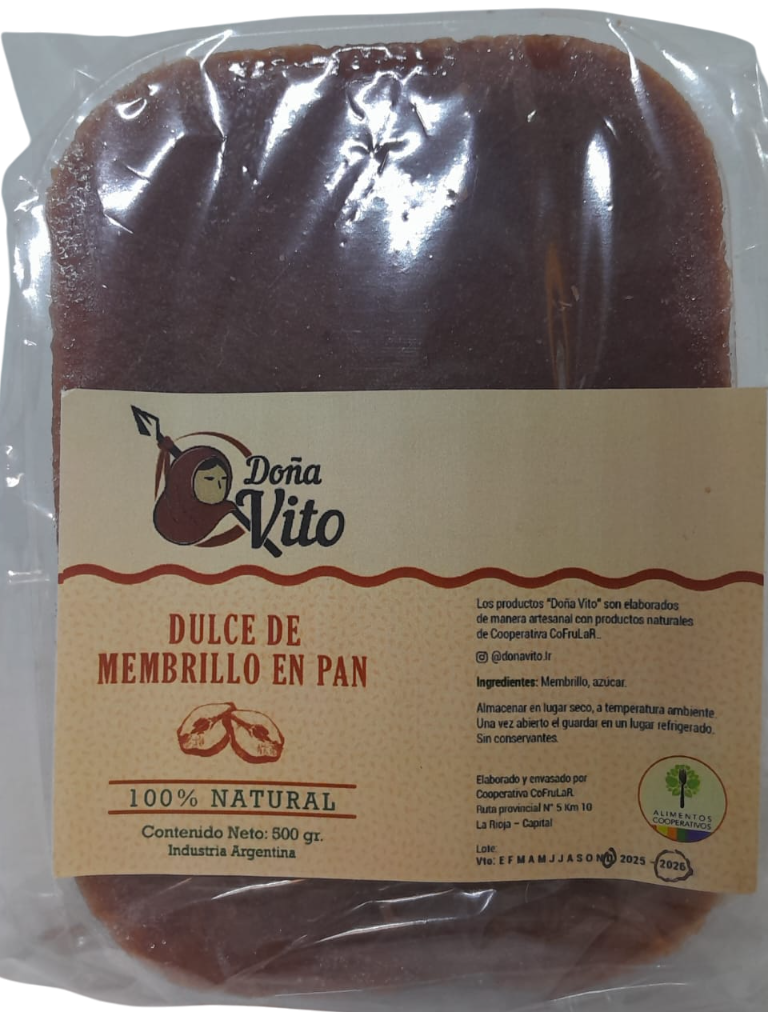 Doña
Vito
DULCE DE
MEMBRILLO EN PAN
100% NATURAL
Contenido Neto: 500 gr.
Industria Argentina
Los productos "Doña Vito" son elaborados
de manera artesanal con productos naturales
de Cooperativa CoFruLaR.
@donavito.lr
Ingredientes: Membrillo, azúcar.
Almacenar en lugar seco, a temperatura ambiente.
Una vez abierto el guardar en un lugar refrigerado.
Sin conservantes.
Elaborado y envasado por
Cooperativa CoFruLaR
Ruta provincial N° 5 Km 10
La Rioja - Capital
ALIMENTOS
COOPERATIVOS
Lote:
Vto: E F M A M J J A S O N D 2025 - 2026